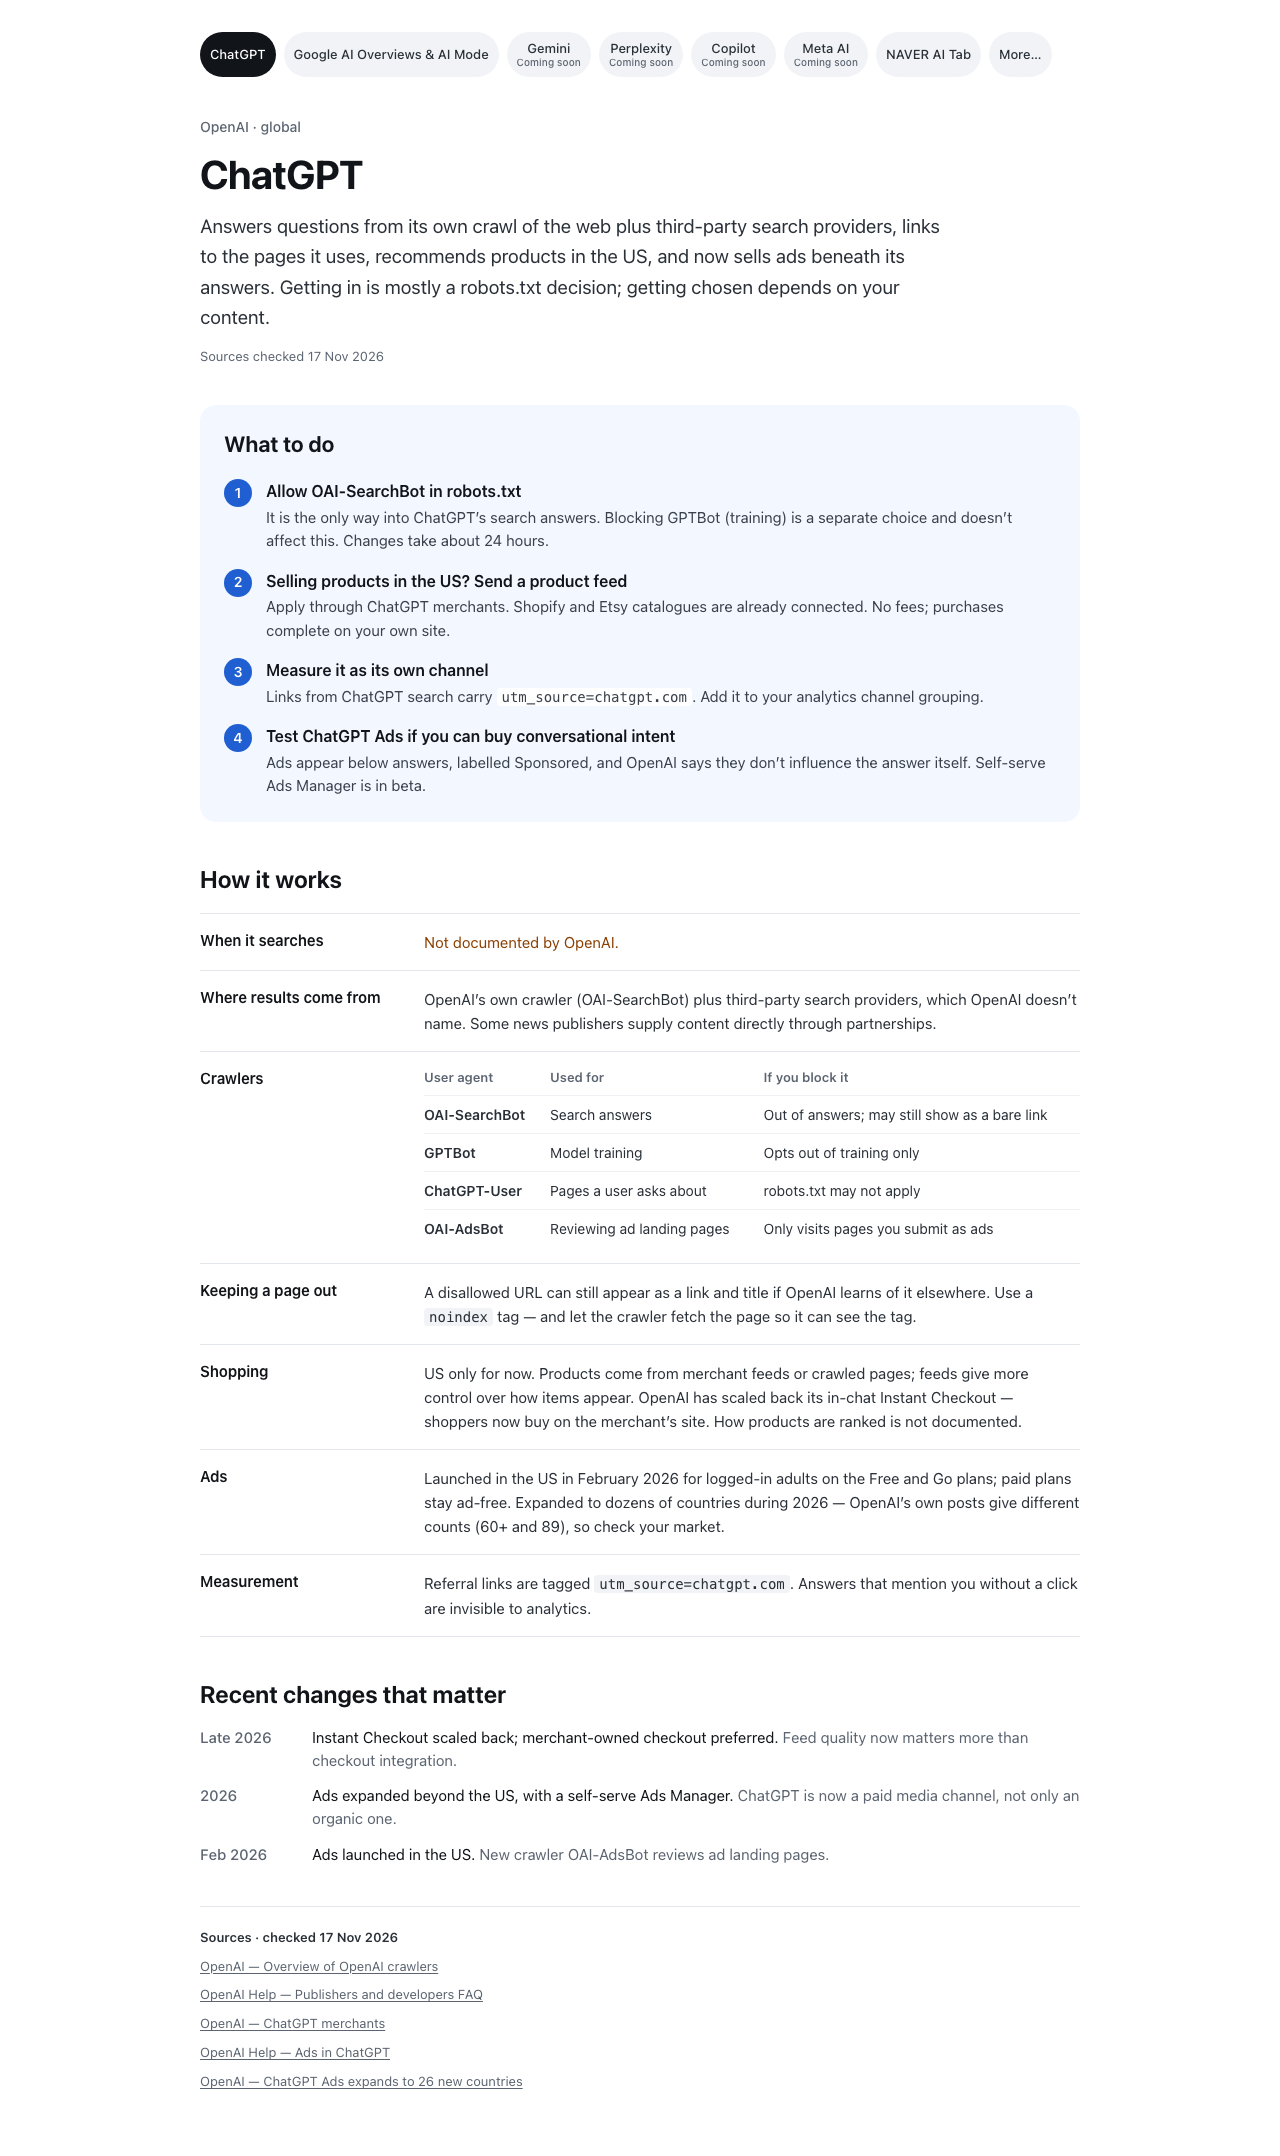 ChatGPT
Google AI Overviews & AI Mode
Gemini
Coming soon
Perplexity
Coming soon
Copilot
Coming soon
Meta AI
Coming soon
NAVER AI Tab
More…
OpenAI · global
ChatGPT
Answers questions from its own crawl of the web plus third-party search providers, links
to the pages it uses, recommends products in the US, and now sells ads beneath its
answers. Getting in is mostly a robots.txt decision; getting chosen depends on your
content.
Sources checked 17 Nov 2026
What to do
1 Allow OAI-SearchBot in robots.txt
It is the only way into ChatGPT’s search answers. Blocking GPTBot (training) is a separate choice and doesn’t
affect this. Changes take about 24 hours.
2 Selling products in the US? Send a product feed
Apply through ChatGPT merchants. Shopify and Etsy catalogues are already connected. No fees; purchases
complete on your own site.
3 Measure it as its own channel
Links from ChatGPT search carry utm_source=chatgpt.com. Add it to your analytics channel grouping.
4 Test ChatGPT Ads if you can buy conversational intent
Ads appear below answers, labelled Sponsored, and OpenAI says they don’t influence the answer itself. Self-serve
Ads Manager is in beta.
How it works
When it searches
Not documented by OpenAI.
Where results come from
OpenAI’s own crawler (OAI-SearchBot) plus third-party search providers, which OpenAI doesn’t
name. Some news publishers supply content directly through partnerships.
Crawlers
User agent Used for If you block it
OAI-SearchBot Search answers Out of answers; may still show as a bare link
GPTBot Model training Opts out of training only
ChatGPT-User Pages a user asks about robots.txt may not apply
OAI-AdsBot Reviewing ad landing pages Only visits pages you submit as ads
Keeping a page out
A disallowed URL can still appear as a link and title if OpenAI learns of it elsewhere. Use a
noindex tag — and let the crawler fetch the page so it can see the tag.
Shopping
US only for now. Products come from merchant feeds or crawled pages; feeds give more
control over how items appear. OpenAI has scaled back its in-chat Instant Checkout —
shoppers now buy on the merchant’s site. How products are ranked is not documented.
Ads
Launched in the US in February 2026 for logged-in adults on the Free and Go plans; paid plans
stay ad-free. Expanded to dozens of countries during 2026 — OpenAI’s own posts give different
counts (60+ and 89), so check your market.
Measurement
Referral links are tagged utm_source=chatgpt.com. Answers that mention you without a click
are invisible to analytics.
Recent changes that matter
Late 2026
Instant Checkout scaled back; merchant-owned checkout preferred. Feed quality now matters more than
checkout integration.
2026
Ads expanded beyond the US, with a self-serve Ads Manager. ChatGPT is now a paid media channel, not only an
organic one.
Feb 2026
Ads launched in the US. New crawler OAI-AdsBot reviews ad landing pages.
Sources · checked 17 Nov 2026
OpenAI — Overview of OpenAI crawlers
OpenAI Help — Publishers and developers FAQ
OpenAI — ChatGPT merchants
OpenAI Help — Ads in ChatGPT
OpenAI — ChatGPT Ads expands to 26 new countries